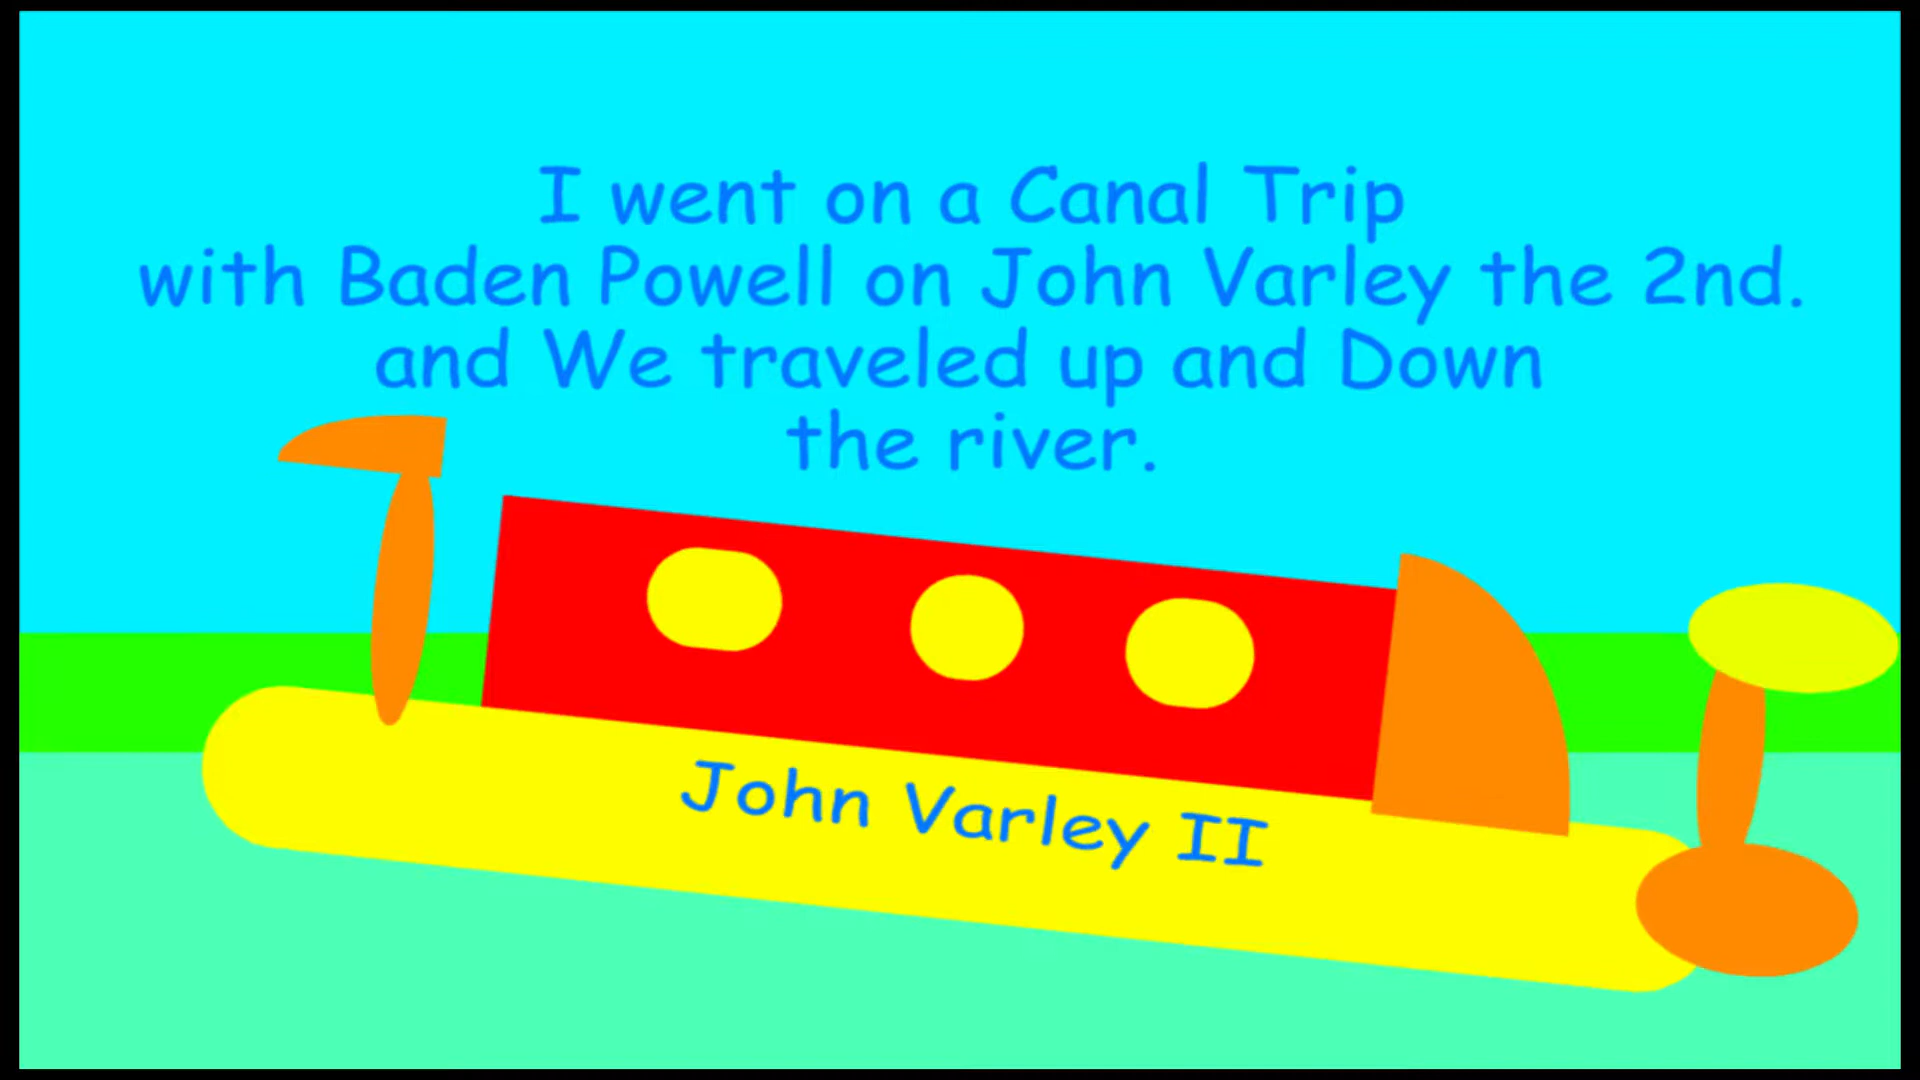 I went on a Canal Trip
with Baden Powell on John Varley the 2nd.
and We traveled up and Down
the river.
John Varley II